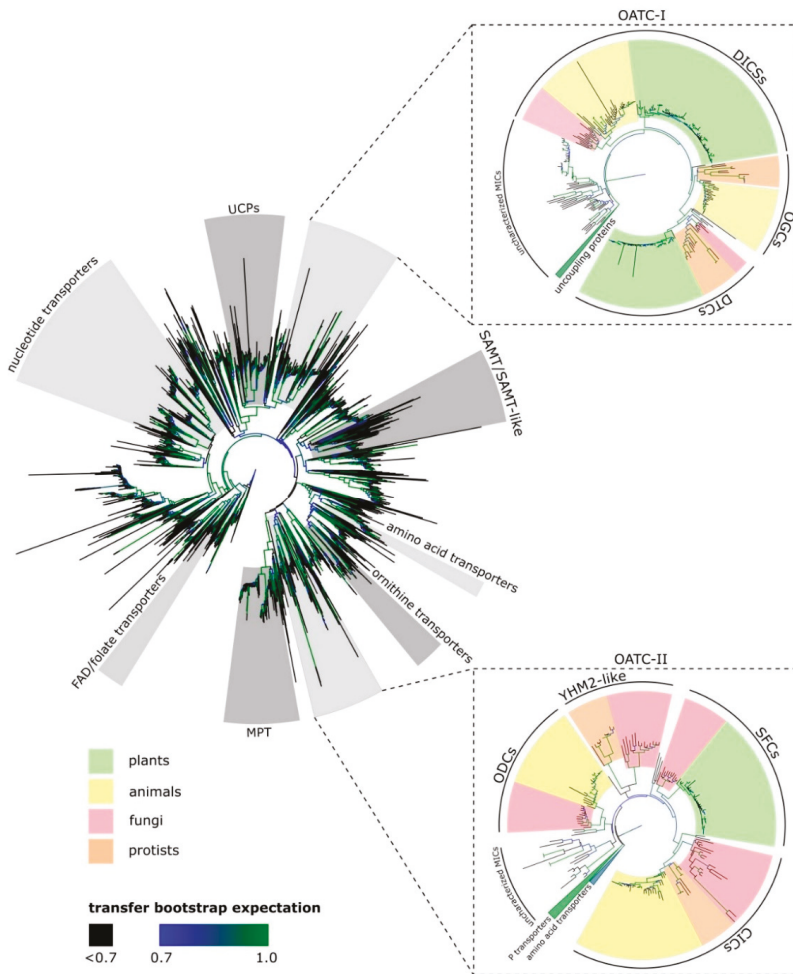 OATC-I
DICSs
OGCs
DTCs
uncoupling proteins
uncharacterized MICs
UCPs
nucleotide transporters
SAMT/SAMT-like
amino acid transporters
ornithine transporters
FAD/folate transporters
MPT
OATC-II
YHM2-like
SFCs
ODCs
CICs
uncharacterized MICs
P transporters
amino acid transporters
plants
animals
fungi
protists
transfer bootstrap expectation
<0.7 0.7 1.0